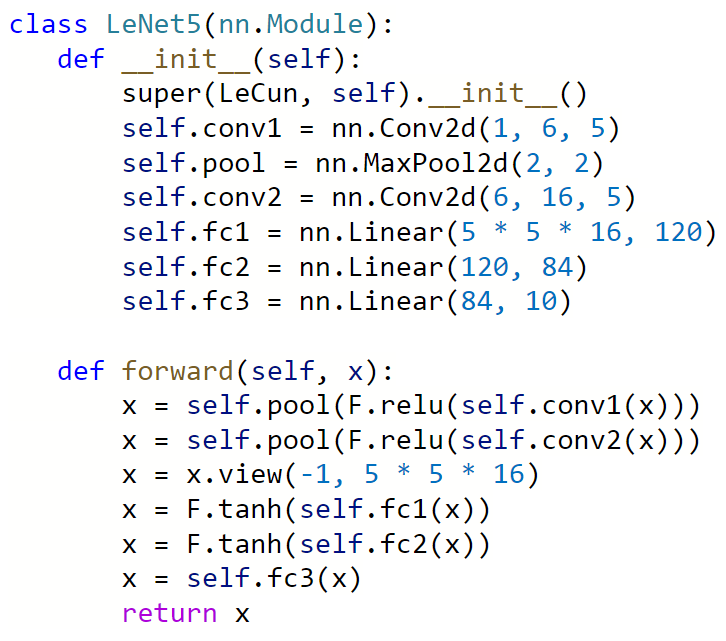 class LeNet5(nn.Module):
   def __init__(self):
       super(LeCun, self).__init__()
       self.conv1 = nn.Conv2d(1, 6, 5)
       self.pool = nn.MaxPool2d(2, 2)
       self.conv2 = nn.Conv2d(6, 16, 5)
       self.fc1 = nn.Linear(5 * 5 * 16, 120)
       self.fc2 = nn.Linear(120, 84)
       self.fc3 = nn.Linear(84, 10)

   def forward(self, x):
       x = self.pool(F.relu(self.conv1(x)))
       x = self.pool(F.relu(self.conv2(x)))
       x = x.view(-1, 5 * 5 * 16)
       x = F.tanh(self.fc1(x))
       x = F.tanh(self.fc2(x))
       x = self.fc3(x)
       return x